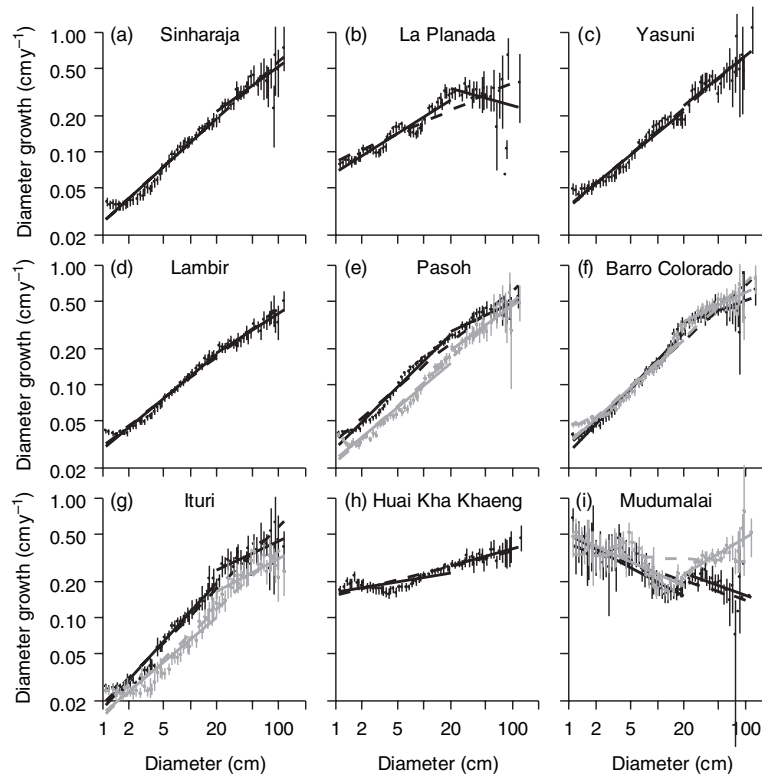 (a) Sinharaja
(b) La Planada
(c) Yasuni
Diameter growth (cmy⁻¹)
1.00
0.50
0.20
0.10
0.05
0.02
(d) Lambir
(e) Pasoh
(f) Barro Colorado
Diameter growth (cmy⁻¹)
1.00
0.50
0.20
0.10
0.05
0.02
(g) Ituri
(h) Huai Kha Khaeng
(i) Mudumalai
Diameter growth (cmy⁻¹)
1.00
0.50
0.20
0.10
0.05
0.02
1 2 5 20 100
1 2 5 20 100
1 2 5 20 100
Diameter (cm)
Diameter (cm)
Diameter (cm)